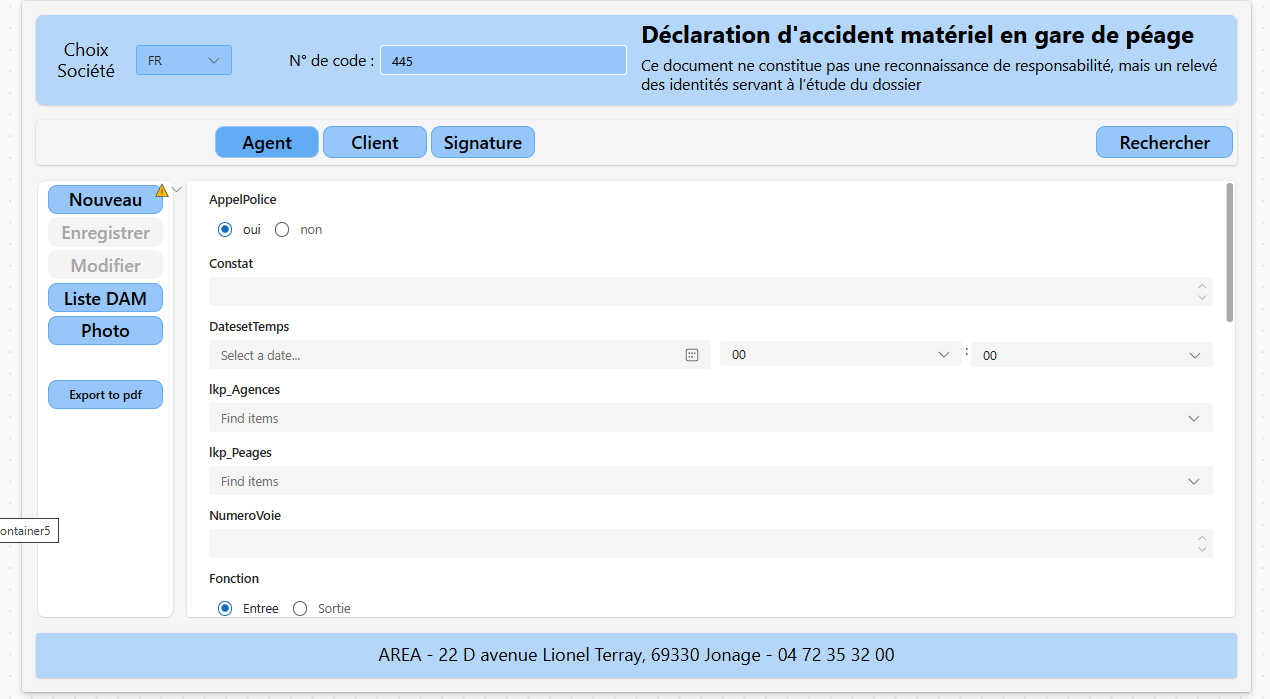 Choix
Société
FR
N° de code :
445
Déclaration d'accident matériel en gare de péage
Ce document ne constitue pas une reconnaissance de responsabilité, mais un relevé
des identités servant à l'étude du dossier
Agent
Client
Signature
Rechercher
Nouveau
Enregistrer
Modifier
Liste DAM
Photo
Export to pdf
ontainer5
AppelPolice
oui
non
Constat
DatesetTemps
Select a date...
00
:
00
lkp_Agences
Find items
lkp_Peages
Find items
NumeroVoie
Fonction
Entree
Sortie
AREA - 22 D avenue Lionel Terray, 69330 Jonage - 04 72 35 32 00